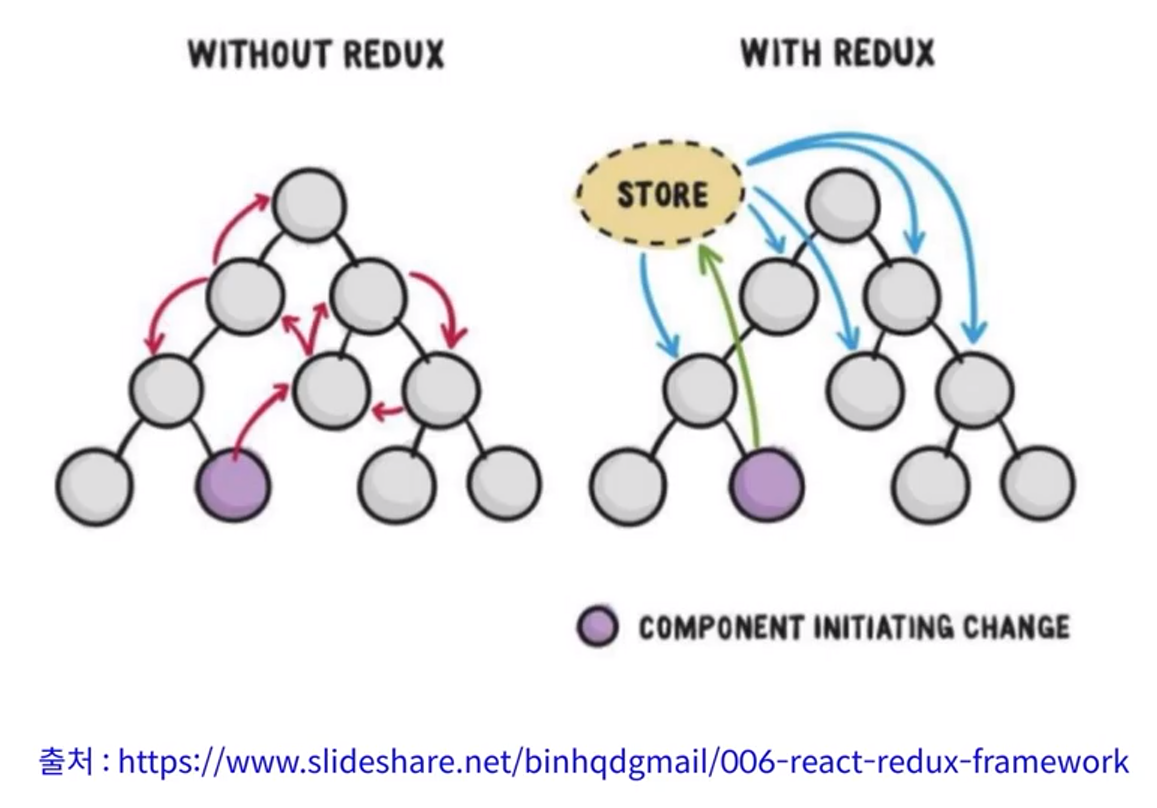 WITHOUT REDUX
WITH REDUX
STORE
COMPONENT INITIATING CHANGE
출처 : https://www.slideshare.net/binhqdgmail/006-react-redux-framework